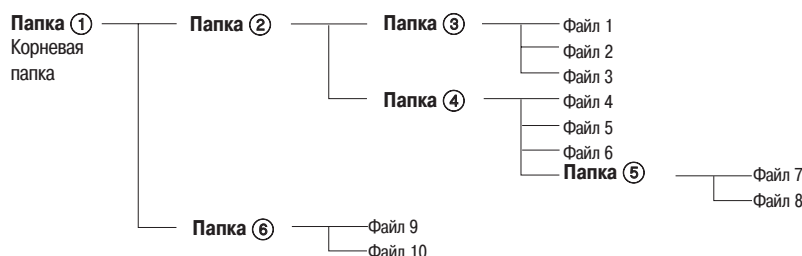 Папка ① Папка ② Папка ③ Файл 1
Корневая
папка
Файл 2
Файл 3
Папка ④ Файл 4
Файл 5
Файл 6
Папка ⑤ Файл 7
Файл 8
Папка ⑥ Файл 9
Файл 10